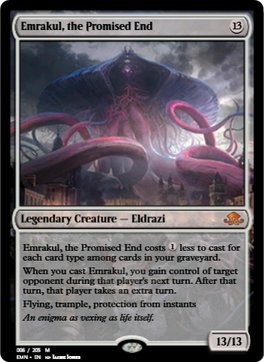 Emrakul, the Promised End 13
Legendary Creature — Eldrazi
Emrakul, the Promised End costs 1 less to cast for
each card type among cards in your graveyard.
When you cast Emrakul, you gain control of target
opponent during that player's next turn. After that
turn, that player takes an extra turn.
Flying, trample, protection from instants
An enigma as vexing as life itself.
13/13
006 / 205 M
EMN • EN